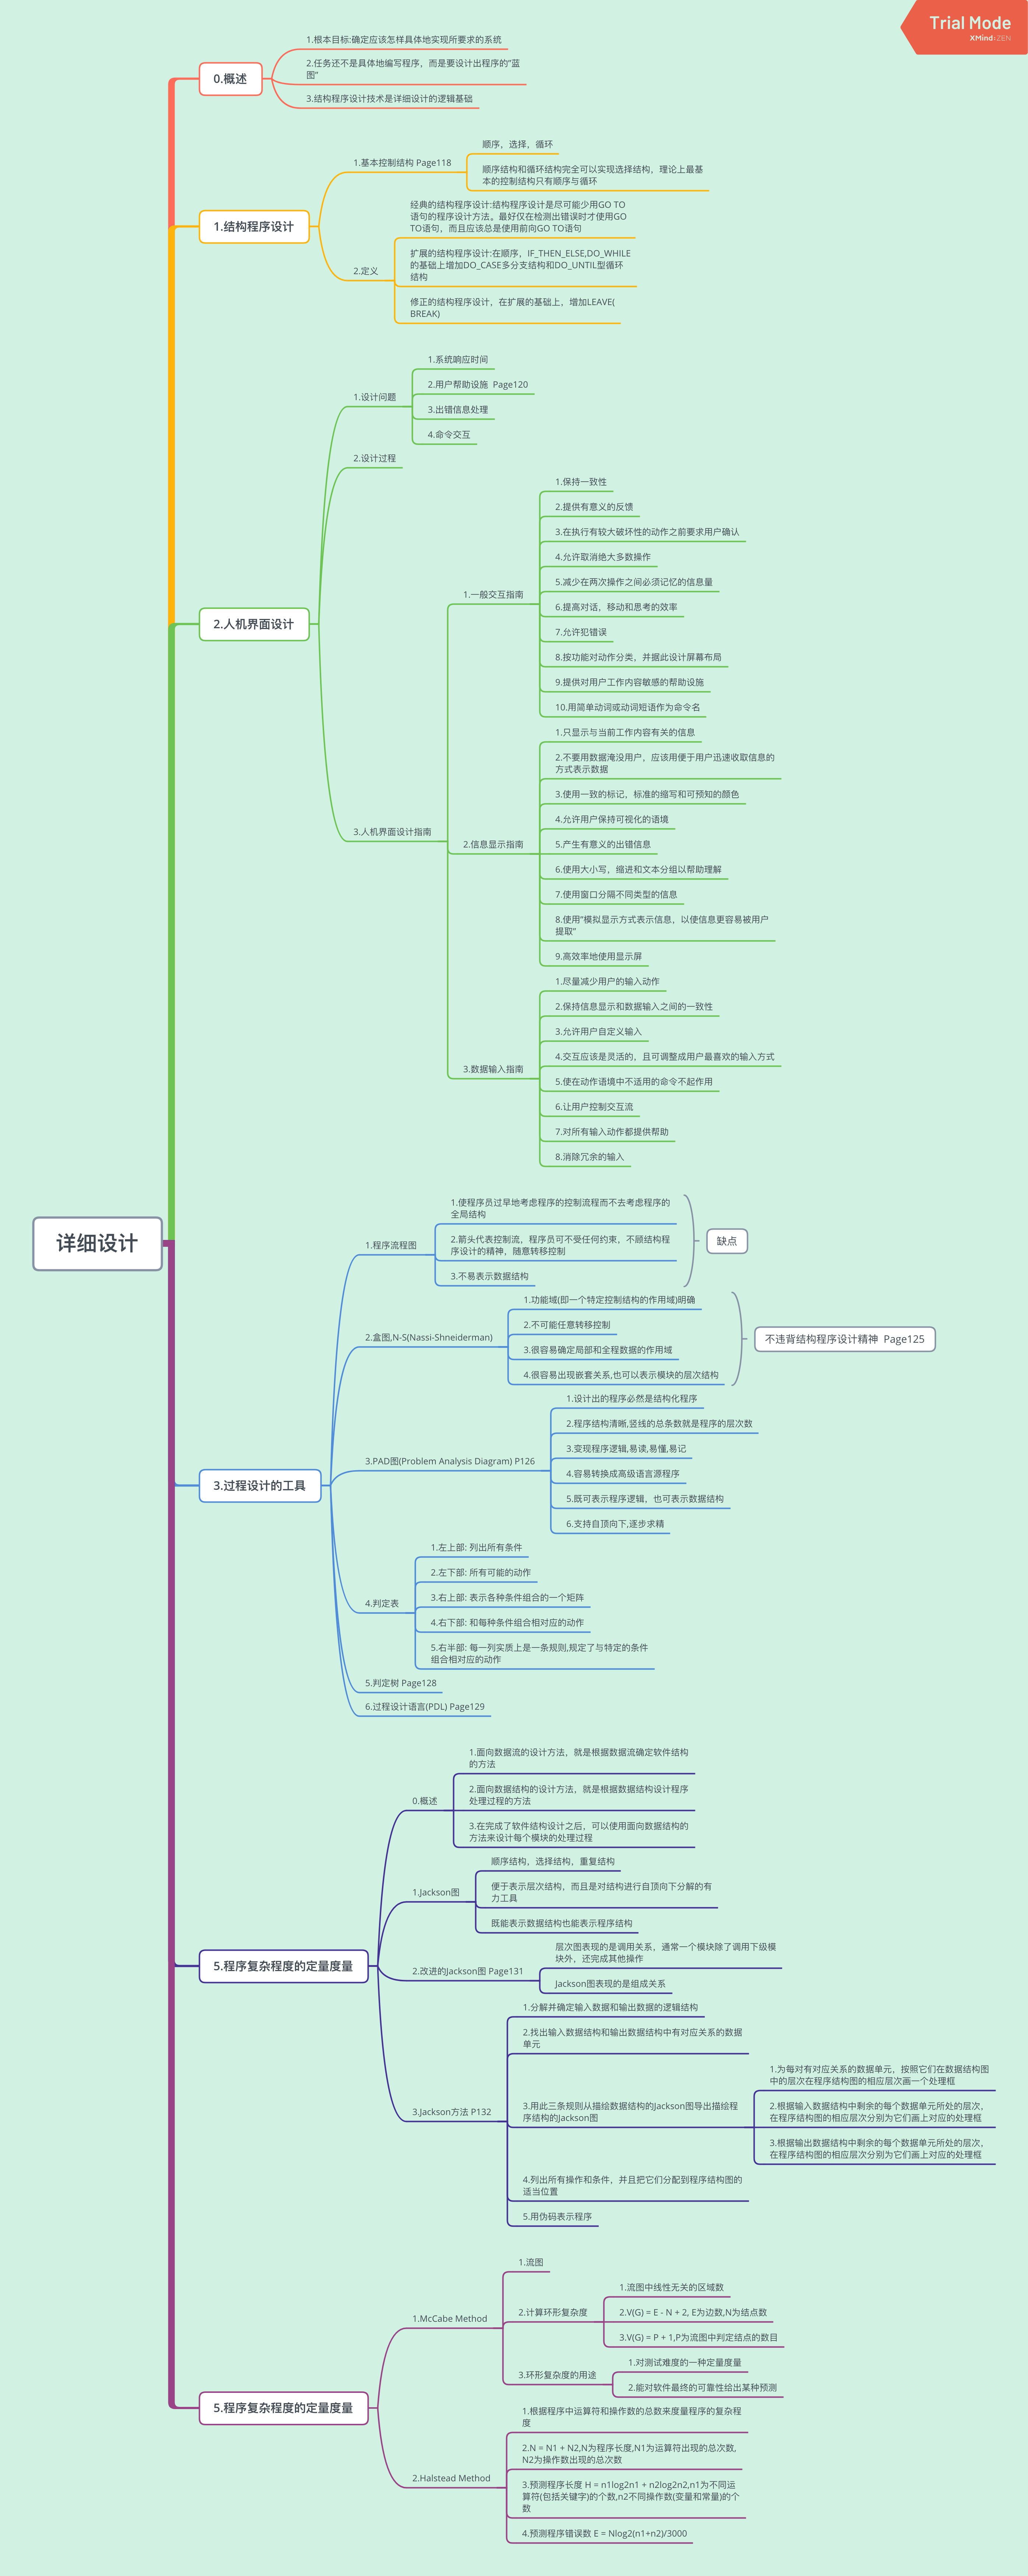 Trial Mode
XMind:ZEN
详细设计
0.概述
1.根本目标:确定应该怎样具体地实现所要求的系统
2.任务还不是具体地编写程序，而是要设计出程序的“蓝
图”
3.结构程序设计技术是详细设计的逻辑基础
1.结构程序设计
1.基本控制结构 Page118
顺序，选择，循环
顺序结构和循环结构完全可以实现选择结构，理论上最基
本的控制结构只有顺序与循环
2.定义
经典的结构程序设计:结构程序设计是尽可能少用GO TO
语句的程序设计方法。最好仅在检测出错误时才使用GO
TO语句，而且应该总是使用前向GO TO语句
扩展的结构程序设计:在顺序，IF_THEN_ELSE,DO_WHILE
的基础上增加DO_CASE多分支结构和DO_UNTIL型循环
结构
修正的结构程序设计，在扩展的基础上，增加LEAVE(
BREAK)
2.人机界面设计
1.设计问题
1.系统响应时间
2.用户帮助设施  Page120
3.出错信息处理
4.命令交互
2.设计过程
3.人机界面设计指南
1.一般交互指南
1.保持一致性
2.提供有意义的反馈
3.在执行有较大破坏性的动作之前要求用户确认
4.允许取消绝大多数操作
5.减少在两次操作之间必须记忆的信息量
6.提高对话，移动和思考的效率
7.允许犯错误
8.按功能对动作分类，并据此设计屏幕布局
9.提供对用户工作内容敏感的帮助设施
10.用简单动词或动词短语作为命令名
2.信息显示指南
1.只显示与当前工作内容有关的信息
2.不要用数据淹没用户，应该用便于用户迅速收取信息的
方式表示数据
3.使用一致的标记，标准的缩写和可预知的颜色
4.允许用户保持可视化的语境
5.产生有意义的出错信息
6.使用大小写，缩进和文本分组以帮助理解
7.使用窗口分隔不同类型的信息
8.使用“模拟显示方式表示信息，以使信息更容易被用户
提取”
9.高效率地使用显示屏
3.数据输入指南
1.尽量减少用户的输入动作
2.保持信息显示和数据输入之间的一致性
3.允许用户自定义输入
4.交互应该是灵活的，且可调整成用户最喜欢的输入方式
5.使在动作语境中不适用的命令不起作用
6.让用户控制交互流
7.对所有输入动作都提供帮助
8.消除冗余的输入
3.过程设计的工具
1.程序流程图
1.使程序员过早地考虑程序的控制流程而不去考虑程序的
全局结构
2.箭头代表控制流，程序员可不受任何约束，不顾结构程
序设计的精神，随意转移控制
3.不易表示数据结构
缺点
2.盒图,N-S(Nassi-Shneiderman)
1.功能域(即一个特定控制结构的作用域)明确
2.不可能任意转移控制
3.很容易确定局部和全程数据的作用域
4.很容易出现嵌套关系,也可以表示模块的层次结构
不违背结构程序设计精神  Page125
3.PAD图(Problem Analysis Diagram) P126
1.设计出的程序必然是结构化程序
2.程序结构清晰,竖线的总条数就是程序的层次数
3.变现程序逻辑,易读,易懂,易记
4.容易转换成高级语言源程序
5.既可表示程序逻辑，也可表示数据结构
6.支持自顶向下,逐步求精
4.判定表
1.左上部: 列出所有条件
2.左下部: 所有可能的动作
3.右上部: 表示各种条件组合的一个矩阵
4.右下部: 和每种条件组合相对应的动作
5.右半部: 每一列实质上是一条规则,规定了与特定的条件
组合相对应的动作
5.判定树 Page128
6.过程设计语言(PDL) Page129
5.程序复杂程度的定量度量
0.概述
1.面向数据流的设计方法，就是根据数据流确定软件结构
的方法
2.面向数据结构的设计方法，就是根据数据结构设计程序
处理过程的方法
3.在完成了软件结构设计之后，可以使用面向数据结构的
方法来设计每个模块的处理过程
1.Jackson图
顺序结构，选择结构，重复结构
便于表示层次结构，而且是对结构进行自顶向下分解的有
力工具
既能表示数据结构也能表示程序结构
2.改进的Jackson图 Page131
层次图表现的是调用关系，通常一个模块除了调用下级模
块外，还完成其他操作
Jackson图表现的是组成关系
3.Jackson方法 P132
1.分解并确定输入数据和输出数据的逻辑结构
2.找出输入数据结构和输出数据结构中有对应关系的数据
单元
3.用此三条规则从描绘数据结构的Jackson图导出描绘程
序结构的Jackson图
1.为每对有对应关系的数据单元，按照它们在数据结构图
中的层次在程序结构图的相应层次画一个处理框
2.根据输入数据结构中剩余的每个数据单元所处的层次，
在程序结构图的相应层次分别为它们画上对应的处理框
3.根据输出数据结构中剩余的每个数据单元所处的层次，
在程序结构图的相应层次分别为它们画上对应的处理框
4.列出所有操作和条件，并且把它们分配到程序结构图的
适当位置
5.用伪码表示程序
5.程序复杂程度的定量度量
1.McCabe Method
1.流图
2.计算环形复杂度
1.流图中线性无关的区域数
2.V(G) = E - N + 2, E为边数,N为结点数
3.V(G) = P + 1,P为流图中判定结点的数目
3.环形复杂度的用途
1.对测试难度的一种定量度量
2.能对软件最终的可靠性给出某种预测
2.Halstead Method
1.根据程序中运算符和操作数的总数来度量程序的复杂程
度
2.N = N1 + N2,N为程序长度,N1为运算符出现的总次数,
N2为操作数出现的总次数
3.预测程序长度 H = n1log2n1 + n2log2n2,n1为不同运
算符(包括关键字)的个数,n2不同操作数(变量和常量)的个
数
4.预测程序错误数 E = Nlog2(n1+n2)/3000